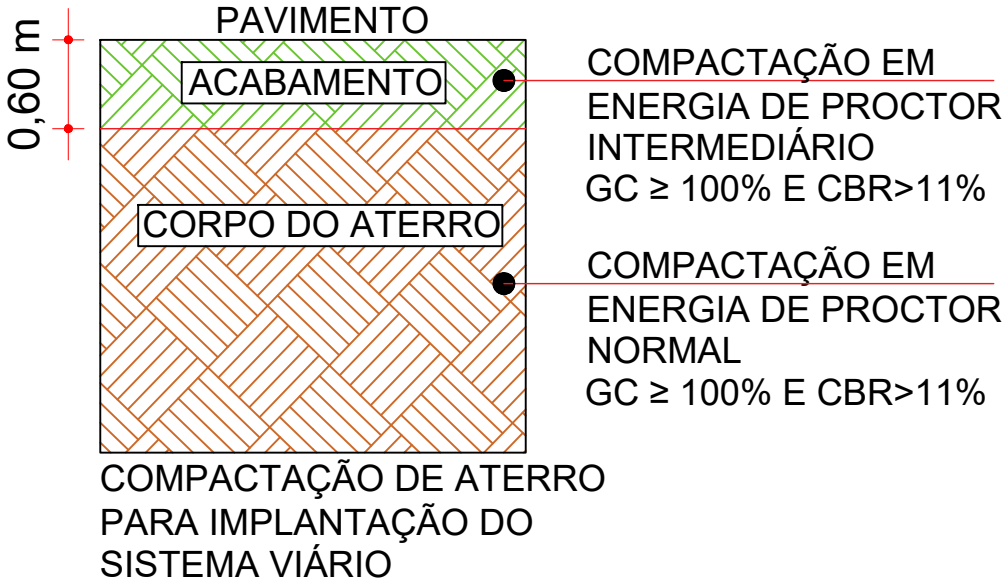 PAVIMENTO
0,60 m
ACABAMENTO
COMPACTAÇÃO EM
ENERGIA DE PROCTOR
INTERMEDIÁRIO
GC ≥ 100% E CBR>11%
CORPO DO ATERRO
COMPACTAÇÃO EM
ENERGIA DE PROCTOR
NORMAL
GC ≥ 100% E CBR>11%
COMPACTAÇÃO DE ATERRO
PARA IMPLANTAÇÃO DO
SISTEMA VIÁRIO